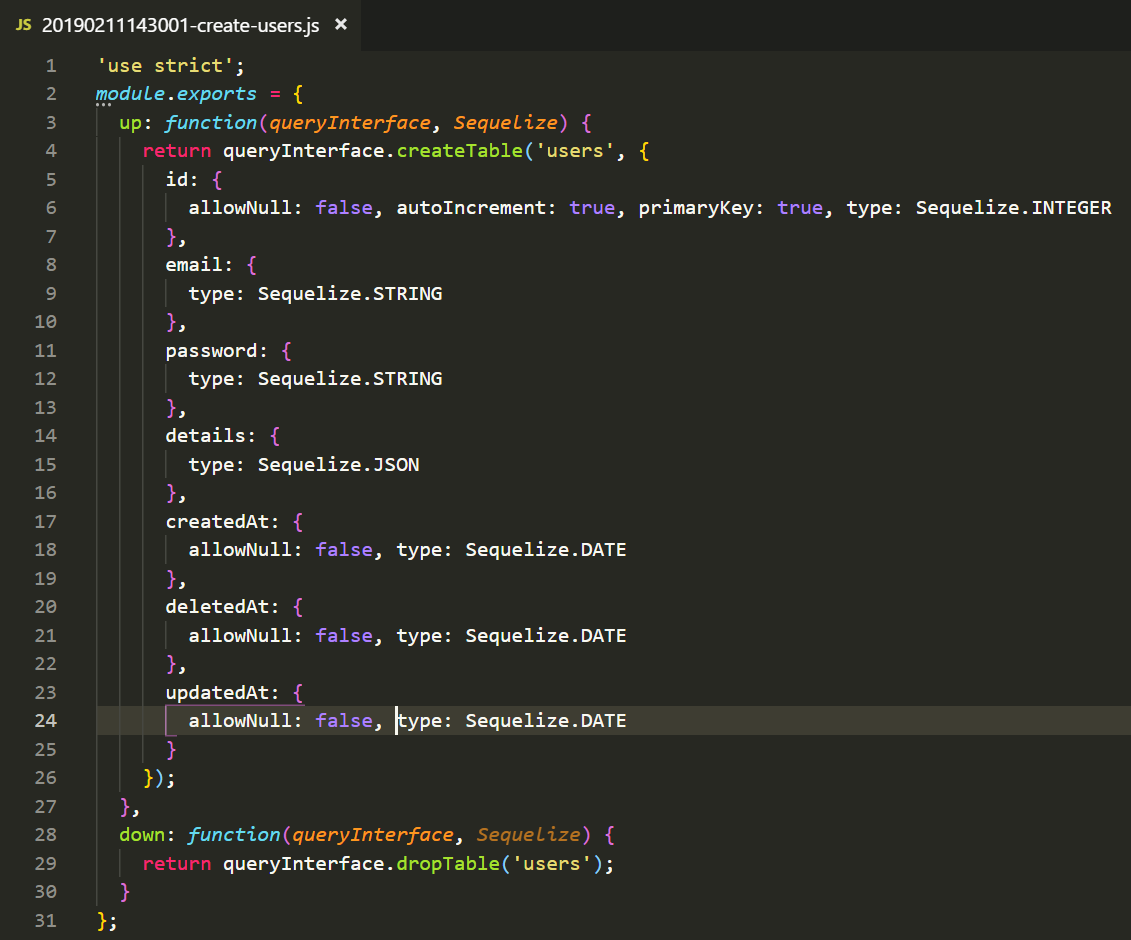 JS 20190211143001-create-users.js ×
1 'use strict';
2 module.exports = {
3   up: function(queryInterface, Sequelize) {
4     return queryInterface.createTable('users', {
5       id: {
6         allowNull: false, autoIncrement: true, primaryKey: true, type: Sequelize.INTEGER
7       },
8       email: {
9         type: Sequelize.STRING
10       },
11       password: {
12         type: Sequelize.STRING
13       },
14       details: {
15         type: Sequelize.JSON
16       },
17       createdAt: {
18         allowNull: false, type: Sequelize.DATE
19       },
20       deletedAt: {
21         allowNull: false, type: Sequelize.DATE
22       },
23       updatedAt: {
24         allowNull: false, type: Sequelize.DATE
25       }
26     });
27   },
28   down: function(queryInterface, Sequelize) {
29     return queryInterface.dropTable('users');
30   }
31 };